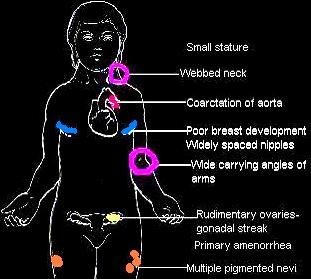 Small stature
Webbed neck
Coarctation of aorta
Poor breast development
Widely spaced nipples
Wide carrying angles of
arms
Rudimentary ovaries-
gonadal streak
Primary amenorrhea
Multiple pigmented nevi